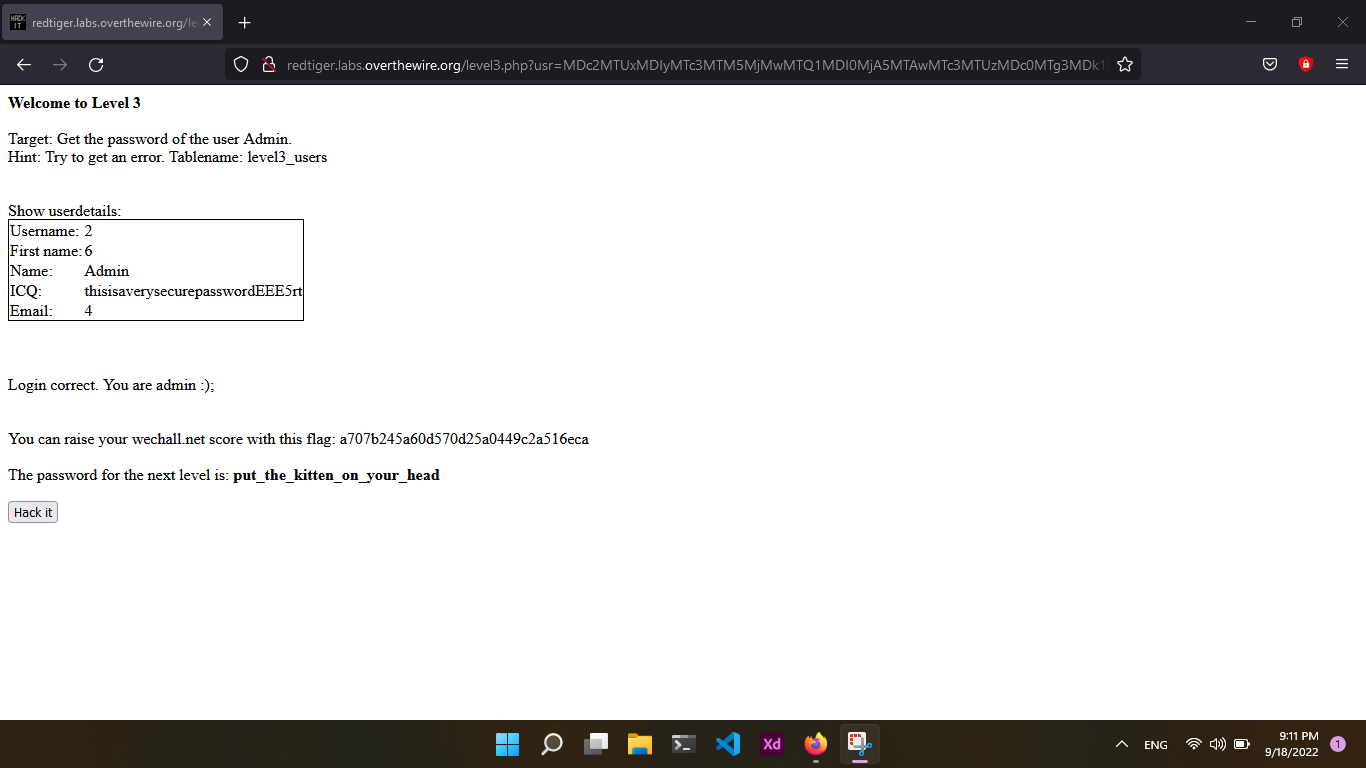 HACK IT
redtiger.labs.overthewire.org/le
redtiger.labs.overthewire.org/level3.php?usr=MDc2MTUxMDIyMTc3MTM5MjMwMTQ1MDI0MjA5MTAwMTc3MTUzMDc0MTg3MDk1
Welcome to Level 3
Target: Get the password of the user Admin.
Hint: Try to get an error. Tablename: level3_users
Show userdetails:
Username: 2
First name: 6
Name: Admin
ICQ: thisisaverysecurepasswordEEE5rt
Email: 4
Login correct. You are admin :);
You can raise your wechall.net score with this flag: a707b245a60d570d25a0449c2a516eca
The password for the next level is: put_the_kitten_on_your_head
Hack it
Xd
ENG
9:11 PM
9/18/2022
1